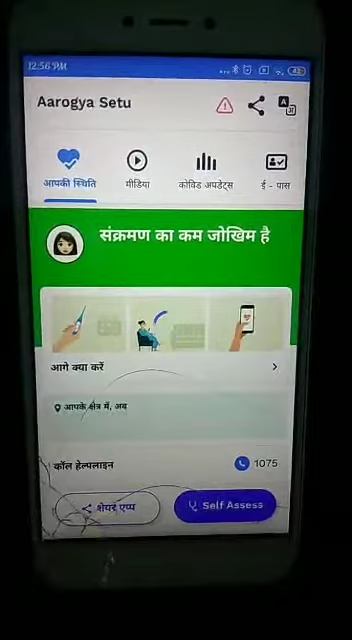 12:56 PM
43
Aarogya Setu
A
अ
आपकी स्थिति
मीडिया
कोविड अपडेट्स
ई - पास
संक्रमण का कम जोखिम है
आगे क्या करें
आपके क्षेत्र में, अब
कॉल हेल्पलाइन
1075
शेयर एप्प
Self Assess